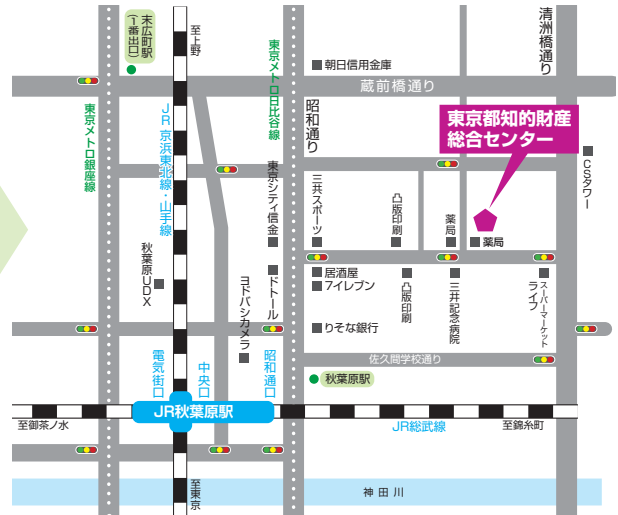 末広町駅
(1番出口)
至上野
東京メトロ日比谷線
朝日信用金庫
清洲橋通り
蔵前橋通り
東京メトロ銀座線
JR京浜東北線・山手線
昭和通り
東京都知的財産
総合センター
CSタワー
東京シティ信金
三共スポーツ
凸版印刷
薬局
薬局
秋葉原UDX
ヨドバシカメラ
ドトール
居酒屋
7イレブン
凸版印刷
三井記念病院
スーパーマーケット
ライフ
りそな銀行
佐久間学校通り
電気街口
中央口
昭和通口
秋葉原駅
JR秋葉原駅
至御茶ノ水
JR総武線
至錦糸町
至東京
神田川